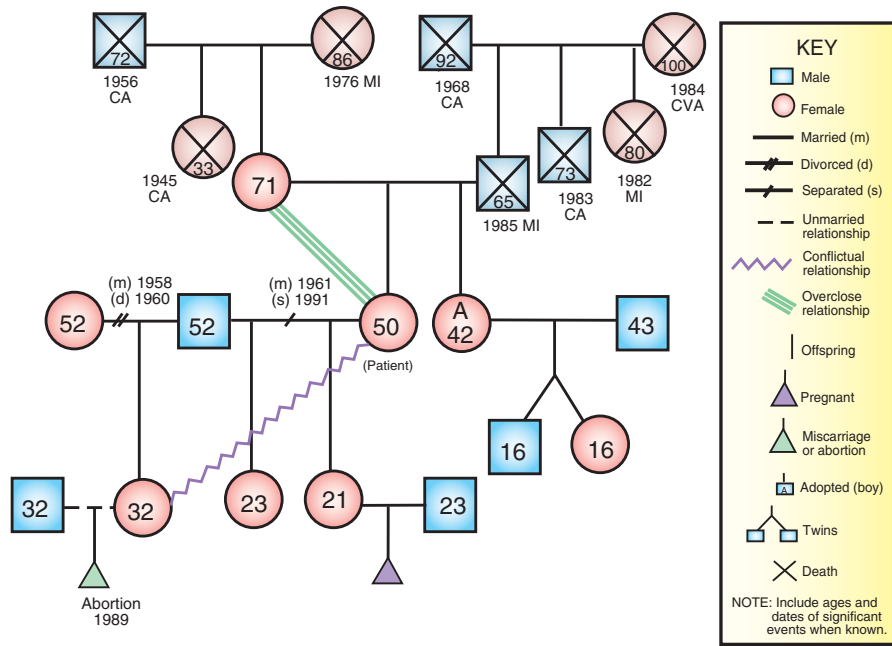 72
1956
CA
86
1976 MI
92
1968
CA
100
1984
CVA
33
1945
CA
71
65
1985 MI
73
1983
CA
80
1982
MI
52
(m) 1958
(d) 1960
52
(m) 1961
(s) 1991
50
(Patient)
A
42
43
16
16
32
32
23
21
23
Abortion
1989
KEY
Male
Female
Married (m)
Divorced (d)
Separated (s)
Unmarried
relationship
Conflictual
relationship
Overclose
relationship
Offspring
Pregnant
Miscarriage
or abortion
A
Adopted (boy)
Twins
Death
NOTE: Include ages and
dates of significant
events when known.